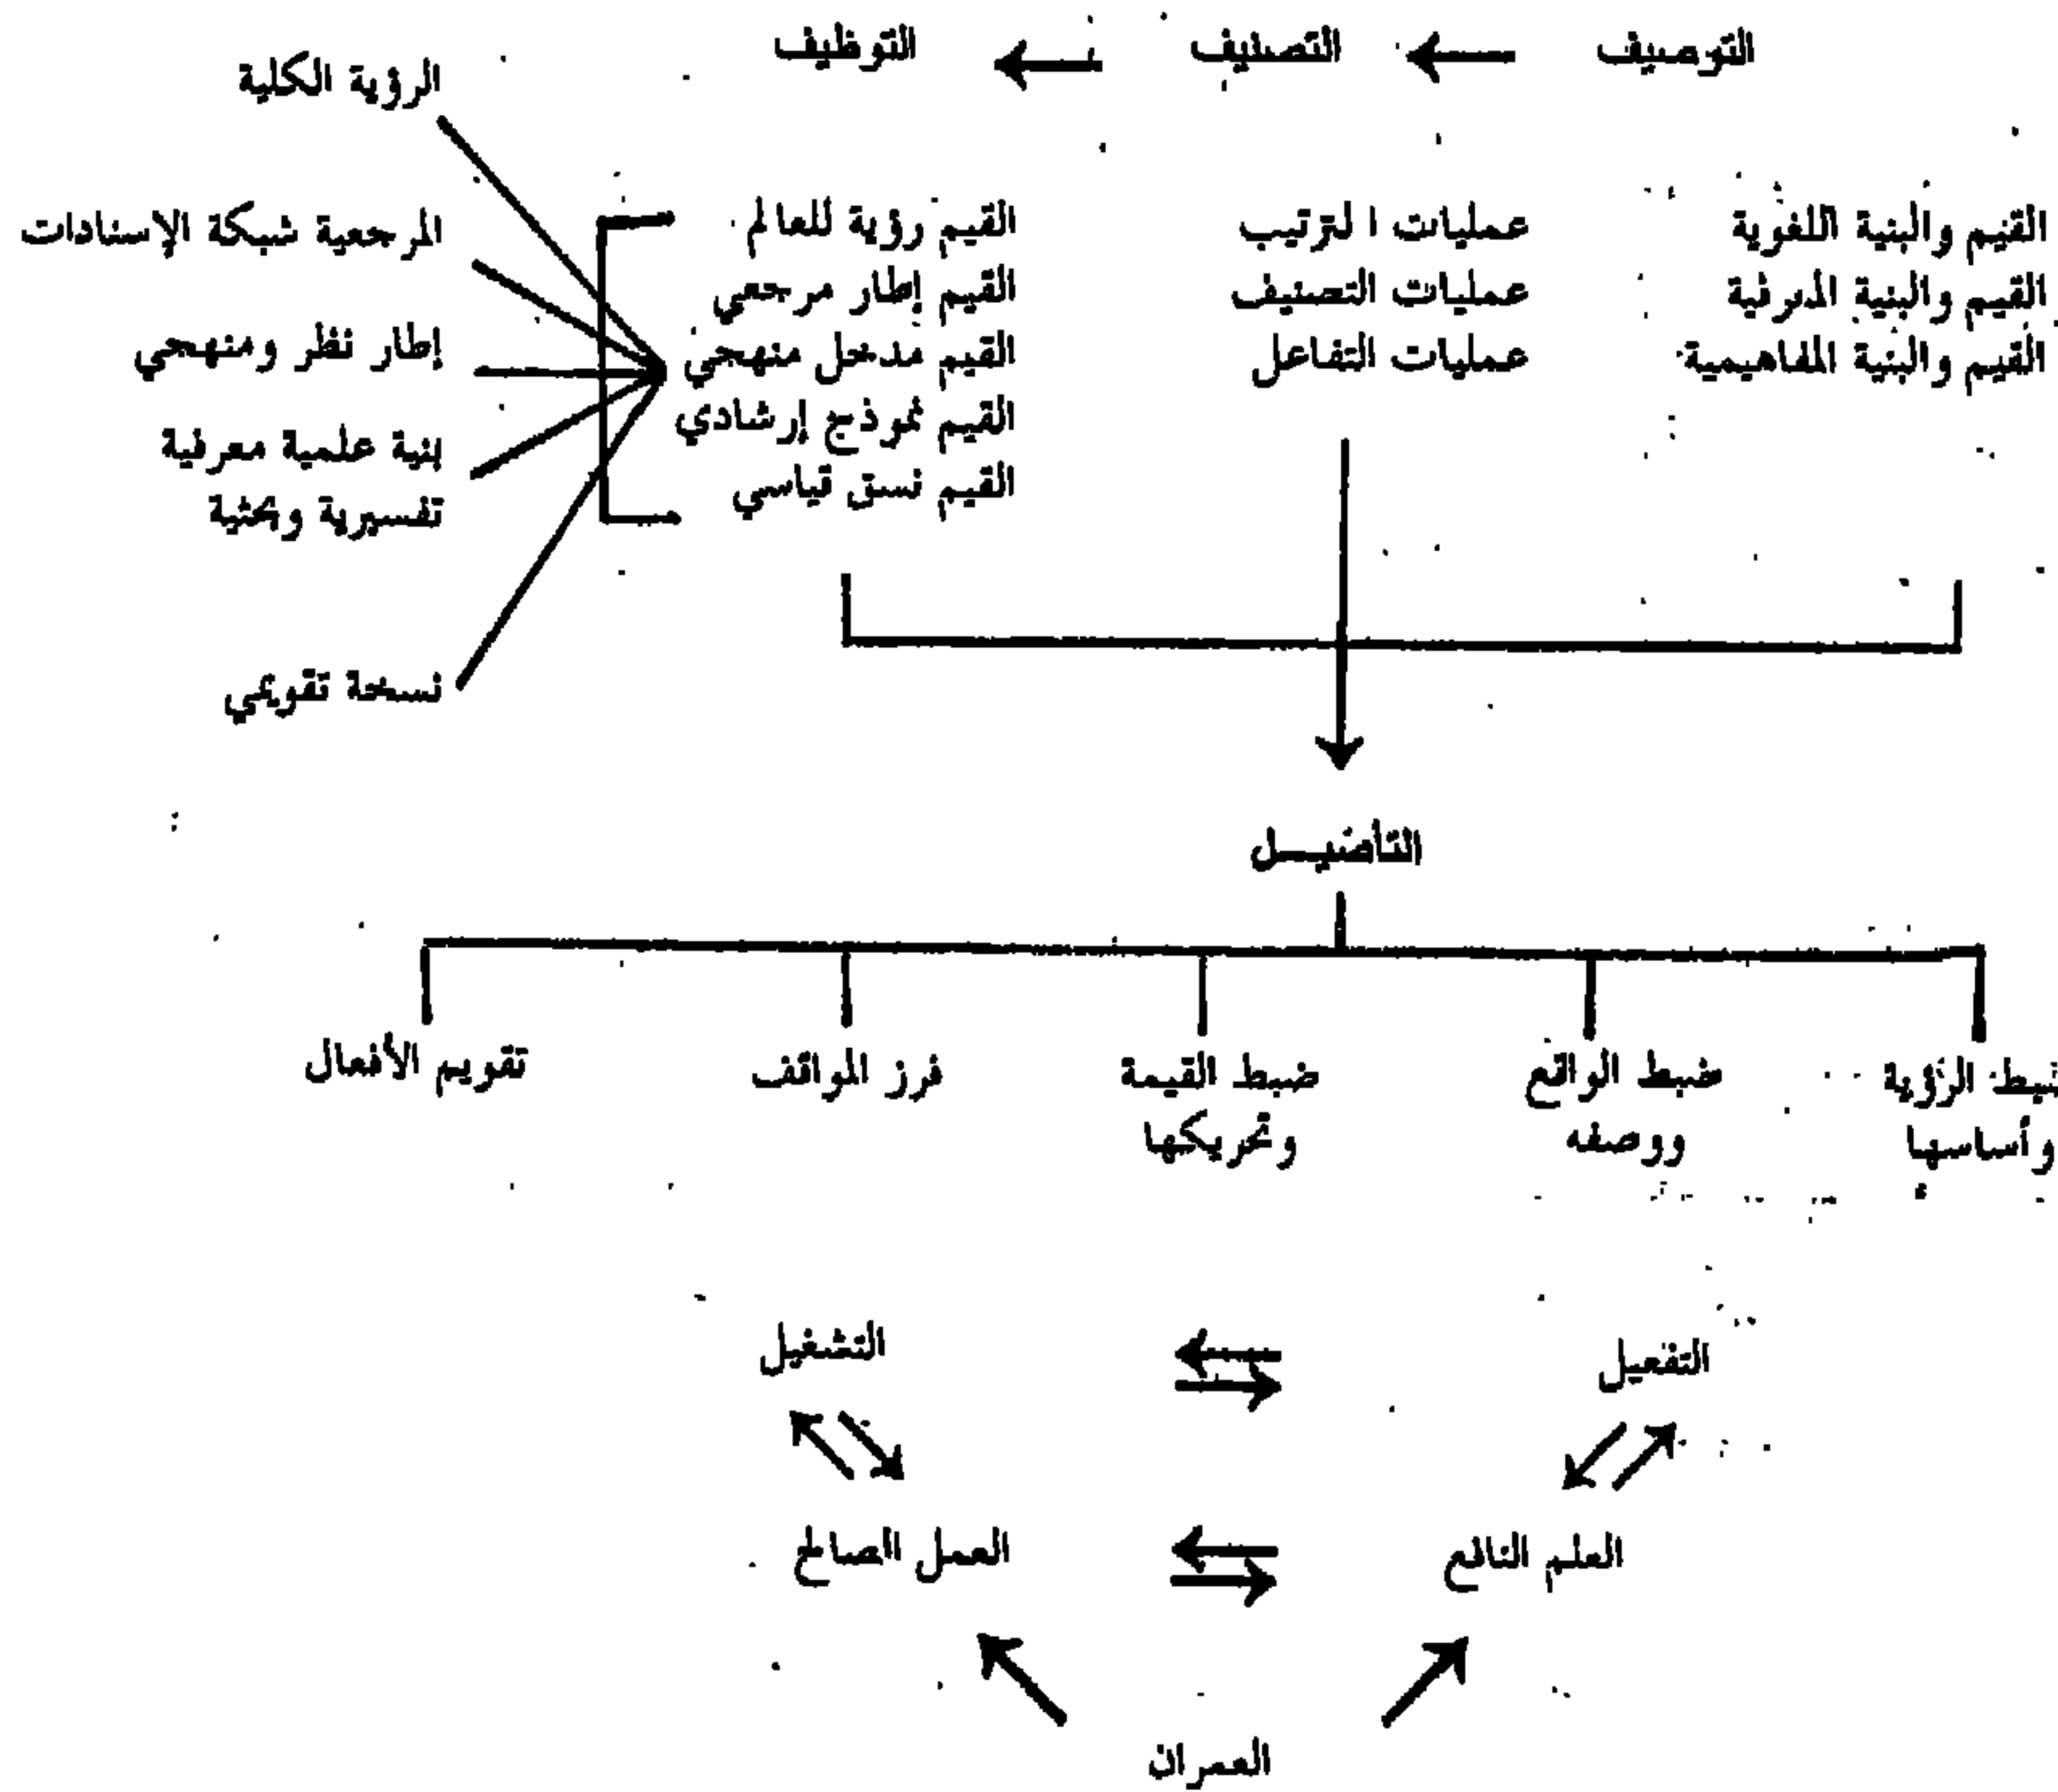 التوصيف
التصنيف
التوظيف
القيم والبنية اللغوية
القيم والبنية المعرفية
القيم والبنية المفاهيمية
عمليات الترتيب
عمليات التصنيف
عمليات التفاعل
القيم رؤية للعالم
القيم إطار مرجعي
القيم مدخل منهجي
القيم نموذج إرشادي
القيم نسق قياسي
الرؤية الكلية
المرجعية شبكة الإسنادات
إطار نظر ومنهجي
بنية علمية معرفية
تفسيرية وبحثية
نسخة تقويمي
التأصيـل
ضبط الرؤية
وأساسها
ضبط الواقع
ووصفه
ضبط القيمة
وتحريكها
فرز المواقف
تقويم الأفعال
التفعيل
التشغيل
العلم النافع
العمل الصالح
العمران